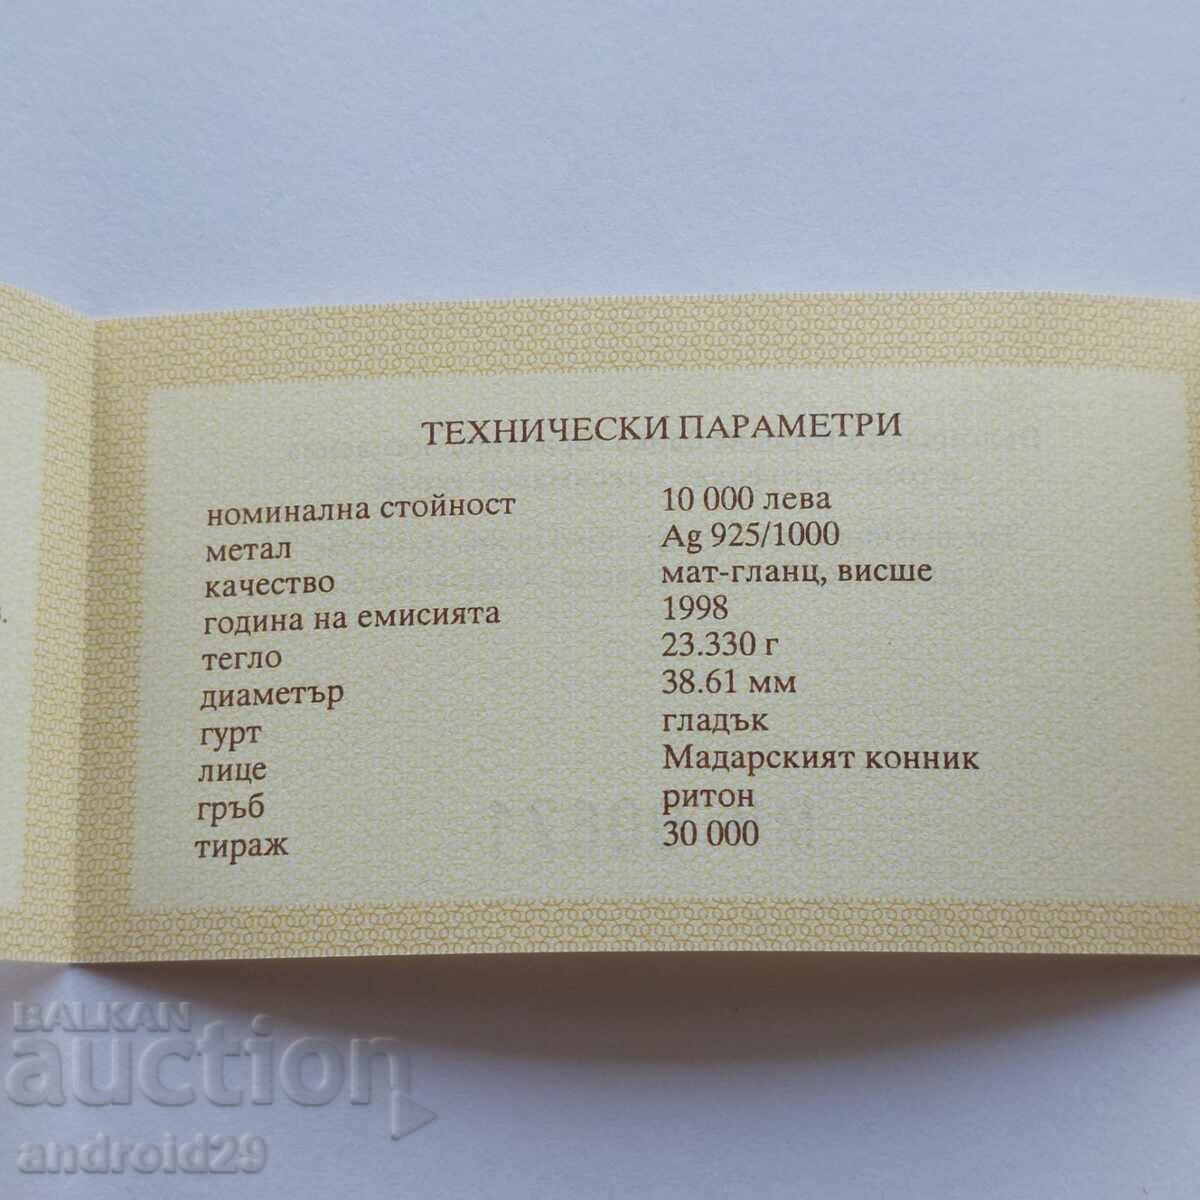 ТЕХНИЧЕСКИ ПАРАМЕТРИ
номинална стойност 10 000 лева
метал Ag 925/1000
качество мат-гланц, висше
година на емисията 1998
тегло 23.330 г
диаметър 38.61 мм
гурт гладък
лице Мадарският конник
гръб ритон
тираж 30 000
BALKAN
auction
android29